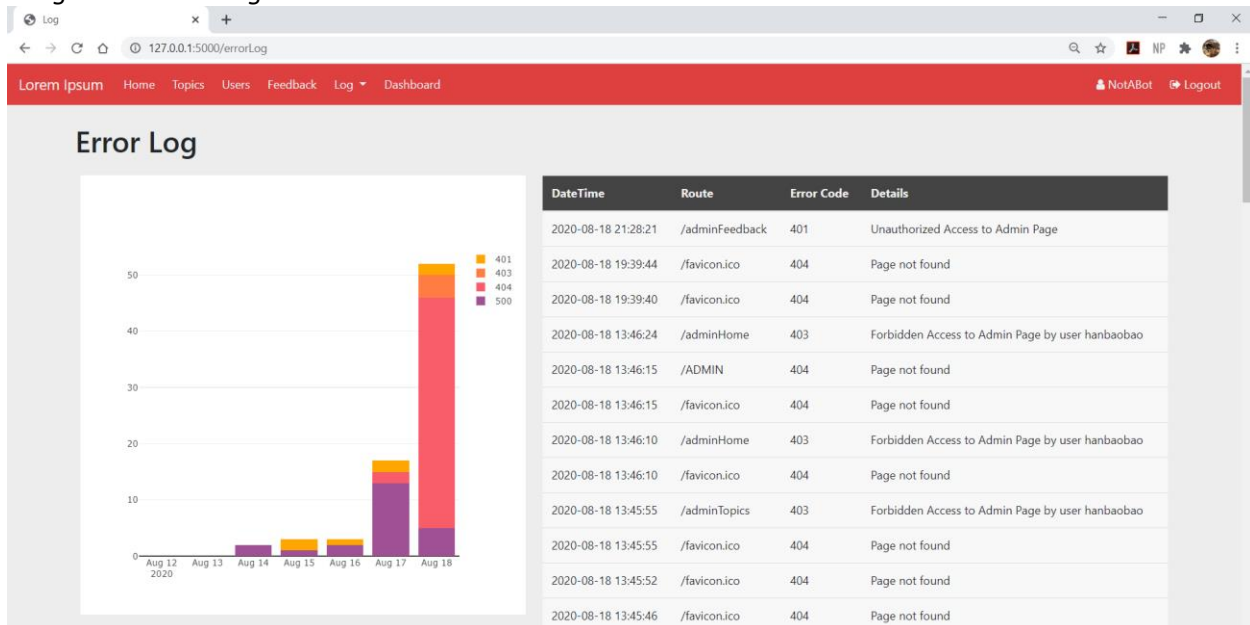 Log
127.0.0.1:5000/errorLog
NP
Lorem Ipsum Home Topics Users Feedback Log Dashboard NotABot Logout
Error Log
401
403
404
500
50
40
30
20
10
0
Aug 12 Aug 13 Aug 14 Aug 15 Aug 16 Aug 17 Aug 18
2020
DateTime Route Error Code Details
2020-08-18 21:28:21 /adminFeedback 401 Unauthorized Access to Admin Page
2020-08-18 19:39:44 /favicon.ico 404 Page not found
2020-08-18 19:39:40 /favicon.ico 404 Page not found
2020-08-18 13:46:24 /adminHome 403 Forbidden Access to Admin Page by user hanbaobao
2020-08-18 13:46:15 /ADMIN 404 Page not found
2020-08-18 13:46:15 /favicon.ico 404 Page not found
2020-08-18 13:46:10 /adminHome 403 Forbidden Access to Admin Page by user hanbaobao
2020-08-18 13:46:10 /favicon.ico 404 Page not found
2020-08-18 13:45:55 /adminTopics 403 Forbidden Access to Admin Page by user hanbaobao
2020-08-18 13:45:55 /favicon.ico 404 Page not found
2020-08-18 13:45:52 /favicon.ico 404 Page not found
2020-08-18 13:45:46 /favicon.ico 404 Page not found